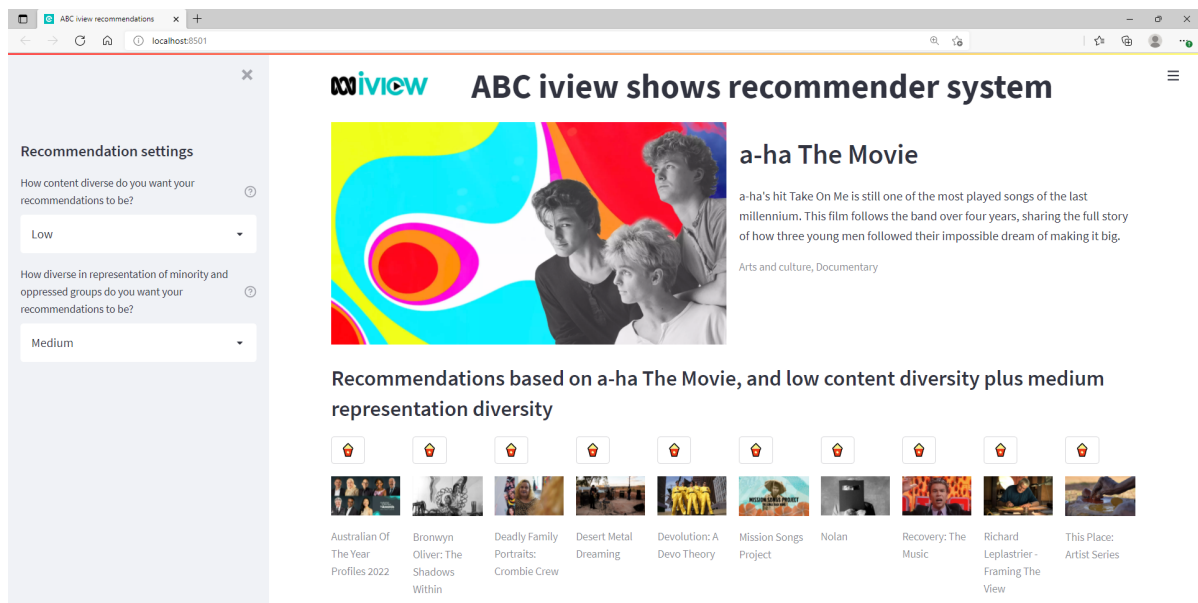 ABC iview recommendations
localhost:8501
iview
ABC iview shows recommender system
Recommendation settings
How content diverse do you want your
recommendations to be?
Low
How diverse in representation of minority and
oppressed groups do you want your
recommendations to be?
Medium
a-ha The Movie
a-ha's hit Take On Me is still one of the most played songs of the last
millennium. This film follows the band over four years, sharing the full story
of how three young men followed their impossible dream of making it big.
Arts and culture, Documentary
Recommendations based on a-ha The Movie, and low content diversity plus medium
representation diversity
MISSION SONGS PROJECT
Australian Of
The Year
Profiles 2022
Bronwyn
Oliver: The
Shadows
Within
Deadly Family
Portraits:
Crombie Crew
Desert Metal
Dreaming
Devolution: A
Devo Theory
Mission Songs
Project
Nolan
Recovery: The
Music
Richard
Leplastrier -
Framing The
View
This Place:
Artist Series